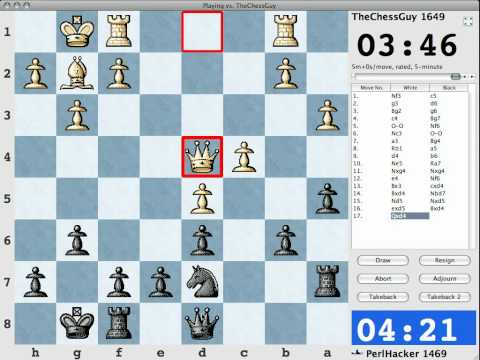 Playing vs. TheChessGuy
TheChessGuy 1649
03:46
5m+0s/move, rated, 5-minute
Move No. White Black
1. Nf3 c5
2. g3 d6
3. Bg2 g6
4. c4 Bg7
5. O-O Nf6
6. Nc3 O-O
7. a3 Bg4
8. Rb1 a5
9. d4 b6
10. Ne5 Ra7
11. Nxg4 Nxg4
12. e4 Nf6
13. Be3 cxd4
14. Bxd4 Nbd7
15. Nd5 Nxd5
16. exd5 Bxd4
17. Qxd4
Draw Resign
Abort Adjourn
Takeback Takeback 2
04:21
PerlHacker 1469
1
2
3
4
5
6
7
8
h g f e d c b a